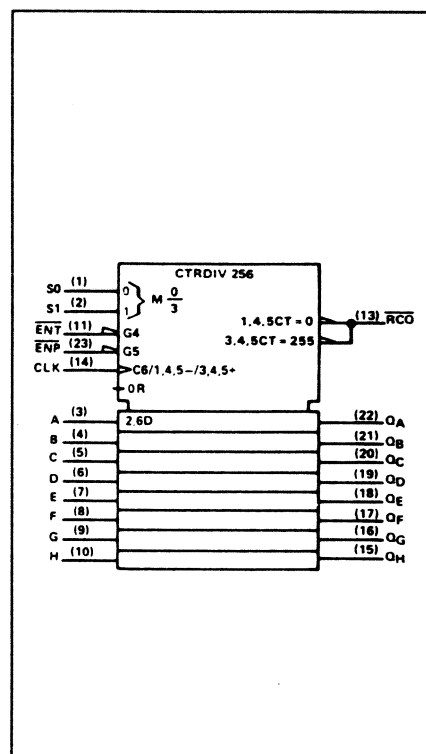 CTRDIV 256
S0 (1) 0
S1 (2) 1
M 0/3
ENT (11) G4
ENP (23) G5
CLK (14) C6/1,4,5−/3,4,5+
0R
1,4,5CT = 0
3,4,5CT = 255
(13) RCO
A (3) 2,6D (22) QA
B (4) (21) QB
C (5) (20) QC
D (6) (19) QD
E (7) (18) QE
F (8) (17) QF
G (9) (16) QG
H (10) (15) QH